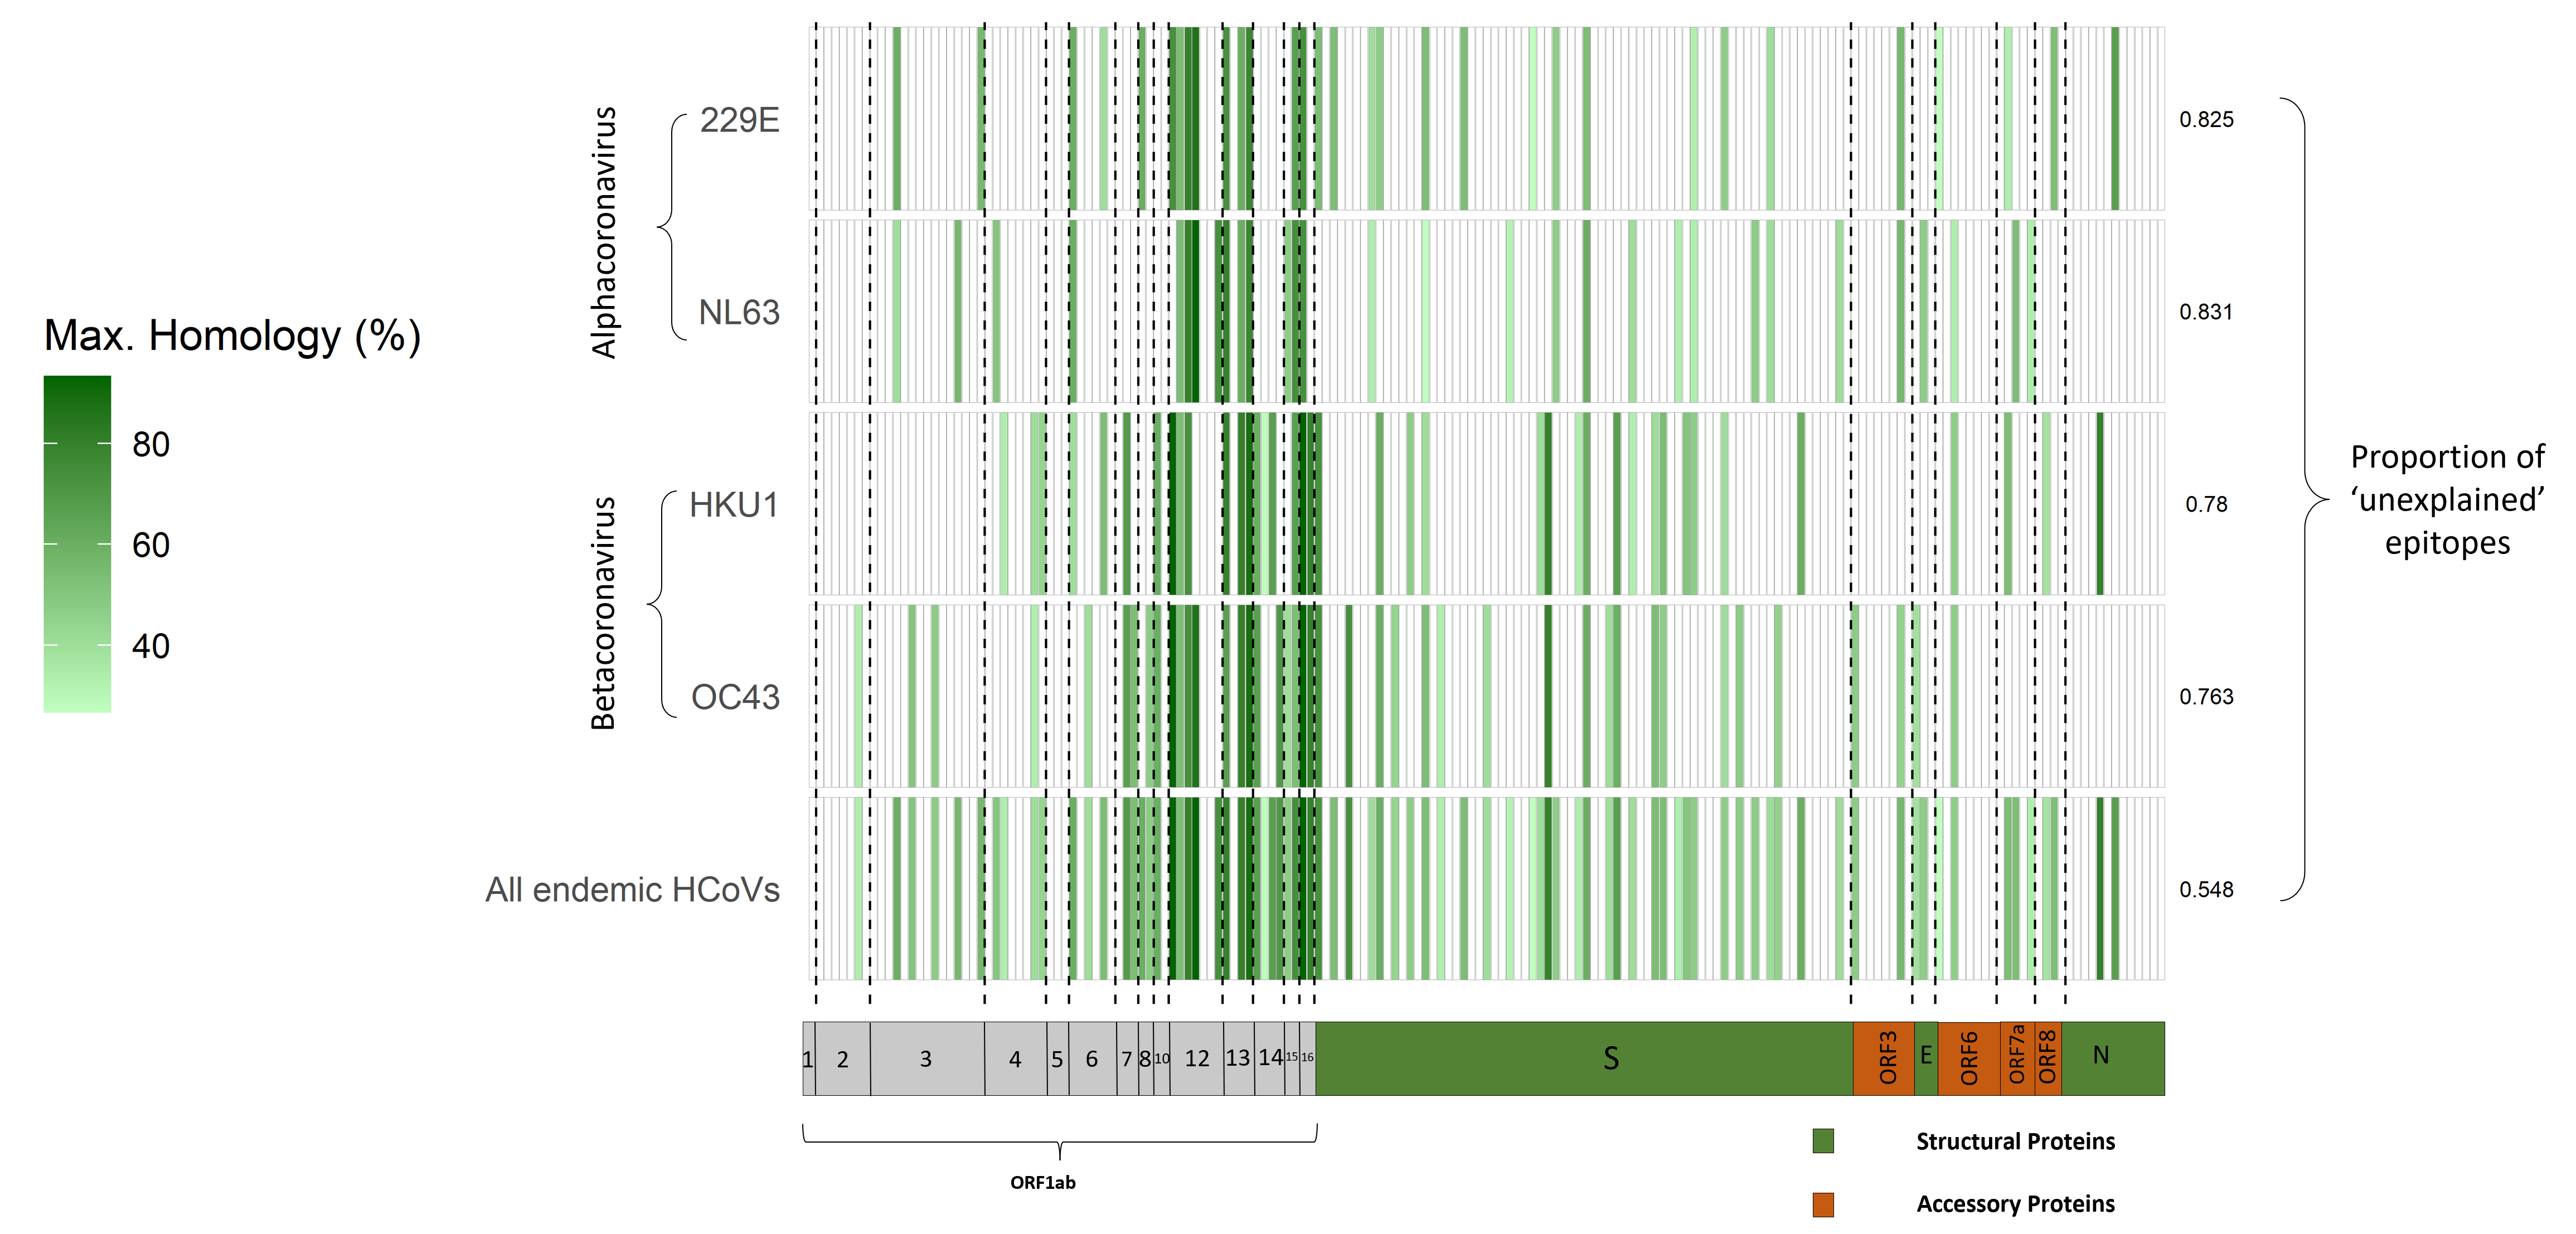 Max. Homology (%)
80
60
40
Alphacoronavirus
229E
NL63
Betacoronavirus
HKU1
OC43
All endemic HCoVs
0.825
0.831
0.78
0.763
0.548
Proportion of
‘unexplained’
epitopes
1 2 3 4 5 6 7 8 10 12 13 14 15 16 S ORF3 E ORF6 ORF7a ORF8 N
ORF1ab
Structural Proteins
Accessory Proteins